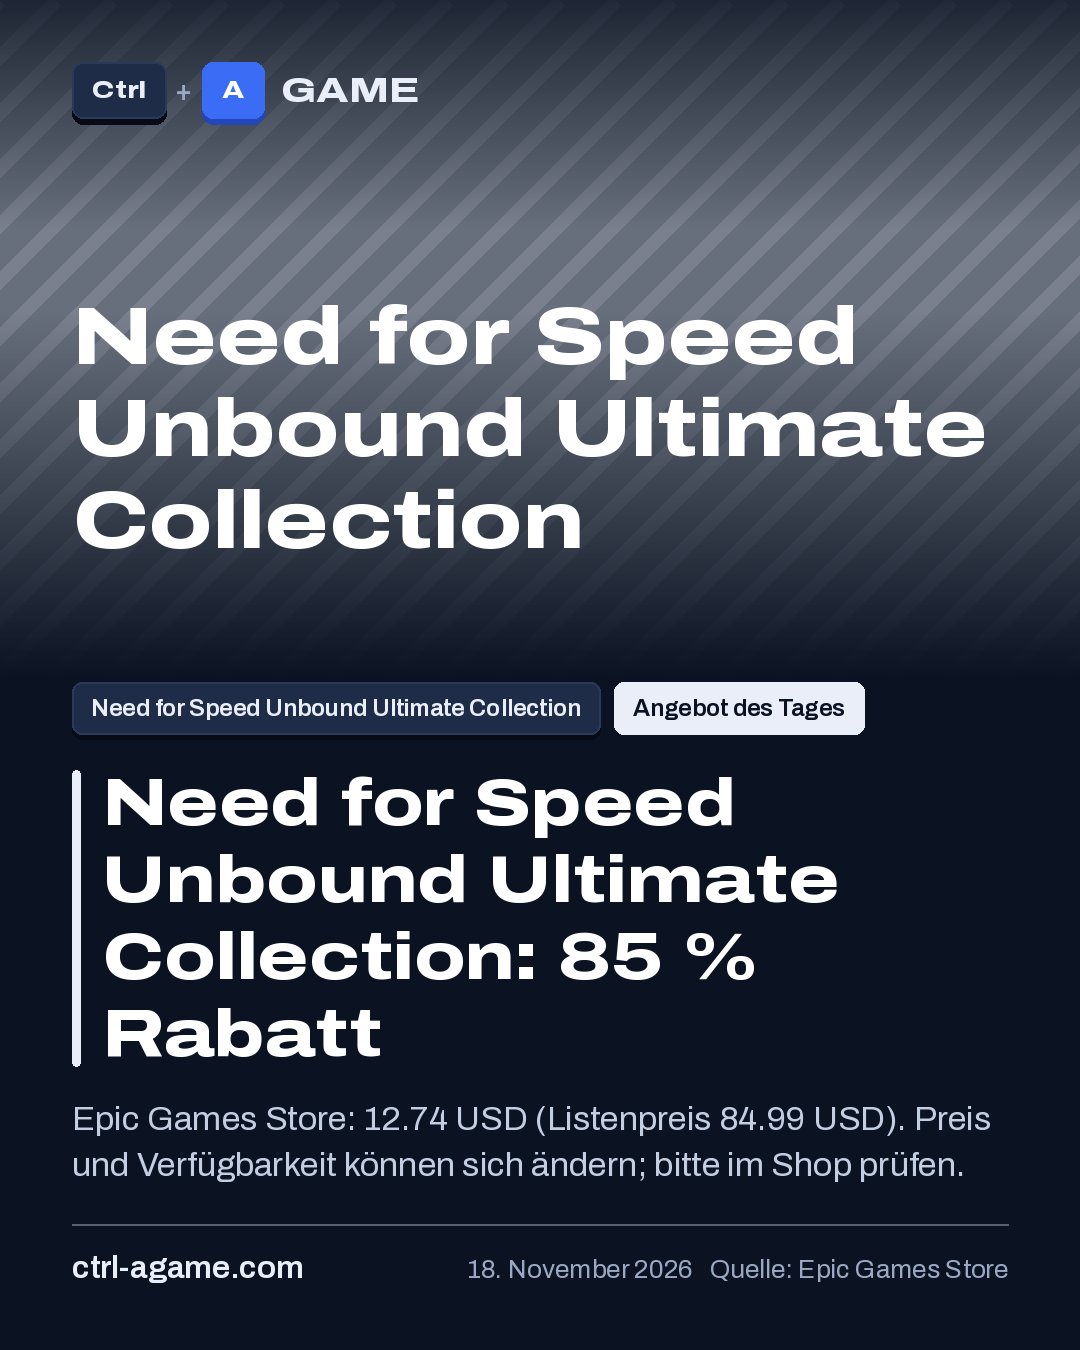 Ctrl + A GAME
Need for Speed
Unbound Ultimate
Collection
Need for Speed Unbound Ultimate Collection
Angebot des Tages
Need for Speed
Unbound Ultimate
Collection: 85 %
Rabatt
Epic Games Store: 12.74 USD (Listenpreis 84.99 USD). Preis
und Verfügbarkeit können sich ändern; bitte im Shop prüfen.
ctrl-agame.com
18. November 2026 Quelle: Epic Games Store